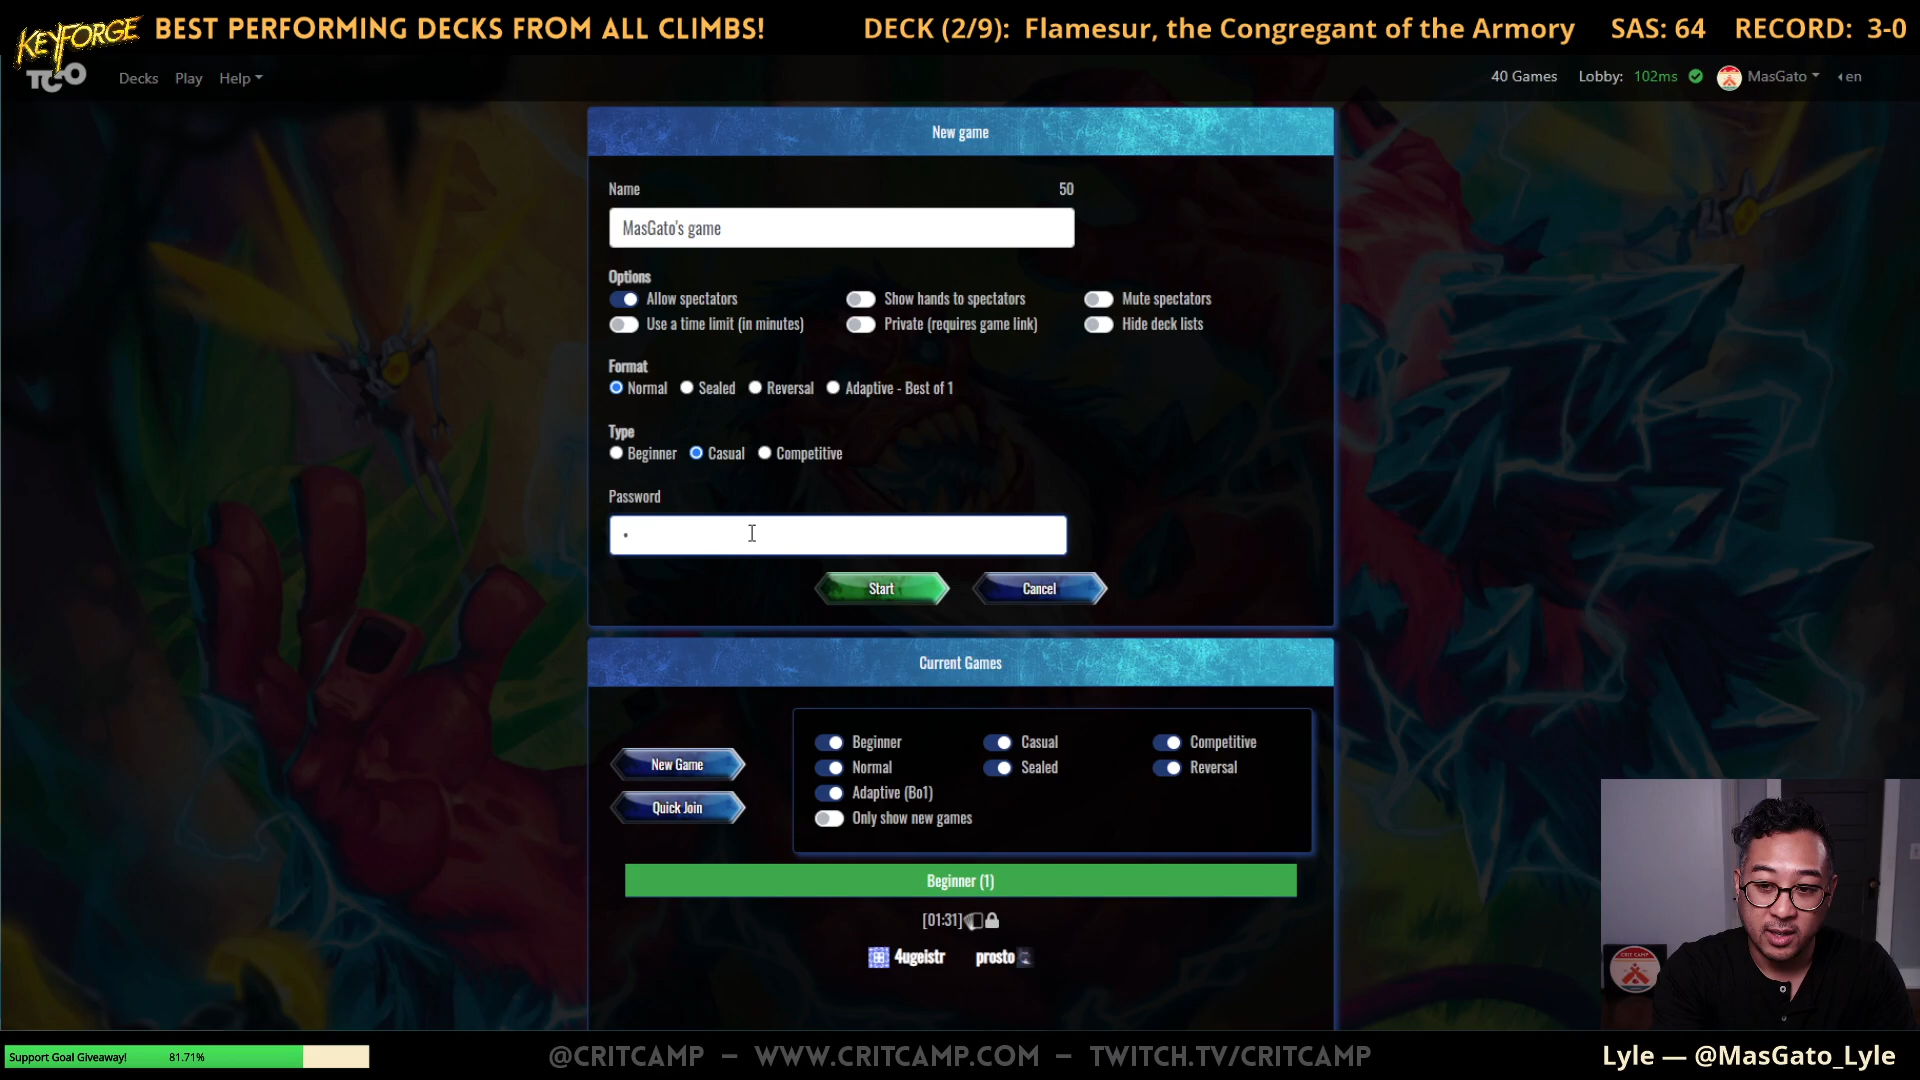 KEYFORGE BEST PERFORMING DECKS FROM ALL CLIMBS! DECK (2/9): Flamesur, the Congregant of the Armory SAS: 64 RECORD: 3-0
TCO Decks Play Help 40 Games Lobby: 102ms MasGato en
New game
Name 50
MasGato's game
Options
Allow spectators Show hands to spectators Mute spectators
Use a time limit (in minutes) Private (requires game link) Hide deck lists
Format
Normal Sealed Reversal Adaptive - Best of 1
Type
Beginner Casual Competitive
Password
Start Cancel
Current Games
Beginner Casual Competitive
New Game Normal Sealed Reversal
Adaptive (Bo1)
Quick Join Only show new games
Beginner (1)
[01:31]
4ugeistr prosto
CRIT CAMP
Support Goal Giveaway! 81.71% @CRITCAMP — WWW.CRITCAMP.COM — TWITCH.TV/CRITCAMP Lyle — @MasGato_Lyle